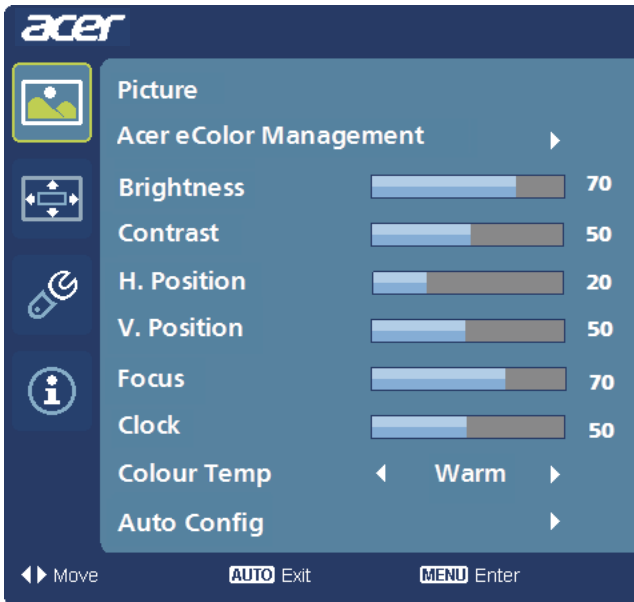 acer
Picture
Acer eColor Management
Brightness 70
Contrast 50
H. Position 20
V. Position 50
Focus 70
Clock 50
Colour Temp Warm
Auto Config
Move AUTO Exit MENU Enter